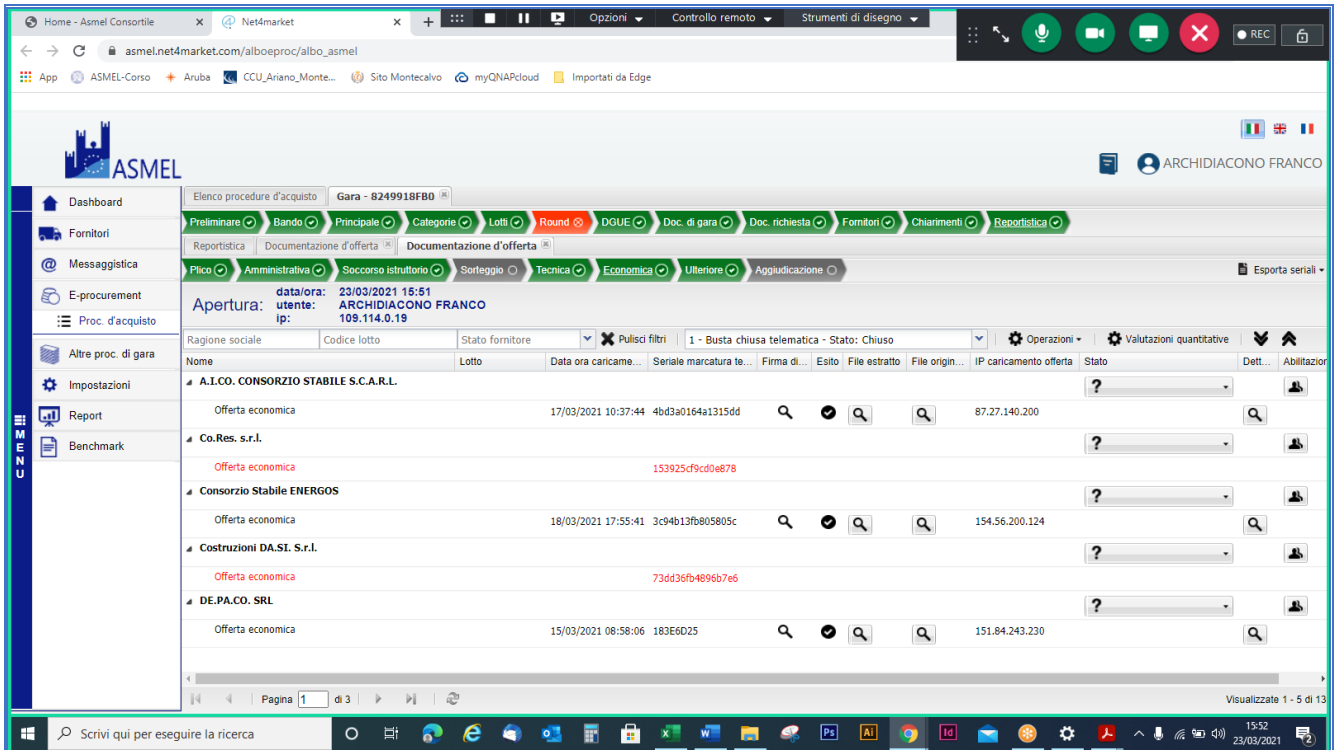 Home - Asmel Consortile
Net4market
Opzioni
Controllo remoto
Strumenti di disegno
REC
asmel.net4market.com/alboeproc/albo_asmel
App ASMEL-Corso Aruba CCU_Ariano_Monte... Sito Montecalvo myQNAPcloud Importati da Edge
ASMEL
ARCHIDIACONO FRANCO
MENU
Dashboard
Fornitori
Messaggistica
E-procurement
Proc. d'acquisto
Altre proc. di gara
Impostazioni
Report
Benchmark
Elenco procedure d'acquisto Gara - 8249918FB0
Preliminare Bando Principale Categorie Lotti Round DGUE Doc. di gara Doc. richiesta Fornitori Chiarimenti Reportistica
Reportistica Documentazione d'offerta Documentazione d'offerta
Plico Amministrativa Soccorso istruttorio Sorteggio Tecnica Economica Ulteriore Aggiudicazione Esporta seriali
Apertura:
data/ora: 23/03/2021 15:51
utente: ARCHIDIACONO FRANCO
ip: 109.114.0.19
Ragione sociale Codice lotto Stato fornitore Pulisci filtri 1 - Busta chiusa telematica - Stato: Chiuso Operazioni Valutazioni quantitative
Nome Lotto Data ora caricame... Seriale marcatura te... Firma di... Esito File estratto File origin... IP caricamento offerta Stato Dett... Abilitazion
A.I.CO. CONSORZIO STABILE S.C.A.R.L. ?
Offerta economica 17/03/2021 10:37:44 4bd3a0164a1315dd 87.27.140.200
Co.Res. s.r.l. ?
Offerta economica 153925cf9cd0e878
Consorzio Stabile ENERGOS ?
Offerta economica 18/03/2021 17:55:41 3c94b13fb805805c 154.56.200.124
Costruzioni DA.SI. S.r.l. ?
Offerta economica 73dd36fb4896b7e6
DE.PA.CO. SRL ?
Offerta economica 15/03/2021 08:58:06 183E6D25 151.84.243.230
Pagina 1 di 3 Visualizzate 1 - 5 di 13
Scrivi qui per eseguire la ricerca
Ps Ai Id
15:52
23/03/2021
2